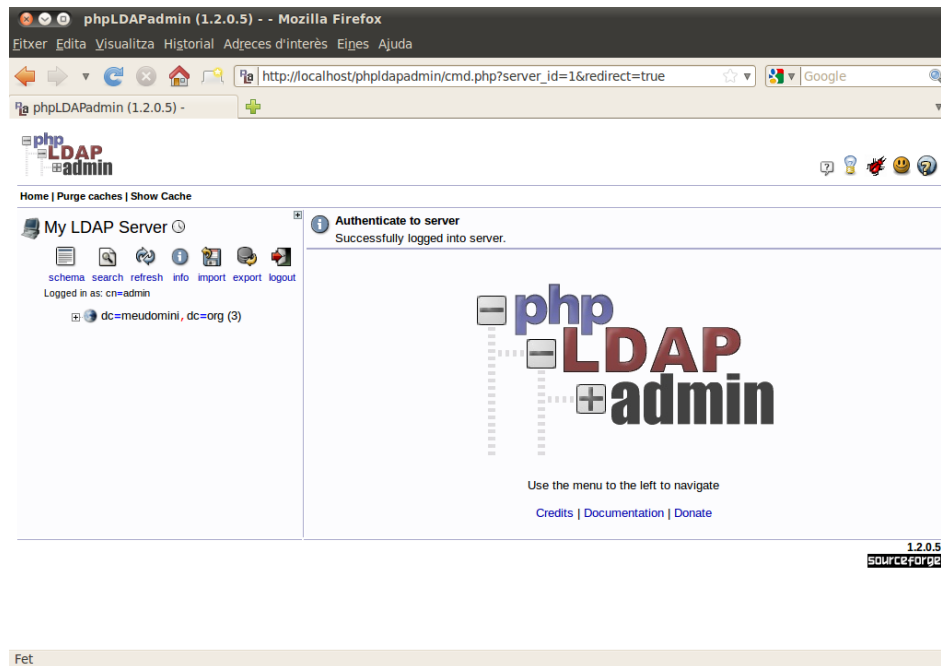 phpLDAPadmin (1.2.0.5) - - Mozilla Firefox
Fitxer Edita Visualitza Historial Adreces d'interès Eines Ajuda
http://localhost/phpldapadmin/cmd.php?server_id=1&redirect=true Google
phpLDAPadmin (1.2.0.5) -
php
LDAP
admin
Home | Purge caches | Show Cache
My LDAP Server
schema search refresh info import export logout
Logged in as: cn=admin
dc=meudomini, dc=org (3)
Authenticate to server
Successfully logged into server.
php
LDAP
admin
Use the menu to the left to navigate
Credits | Documentation | Donate
1.2.0.5
sourceforge
Fet